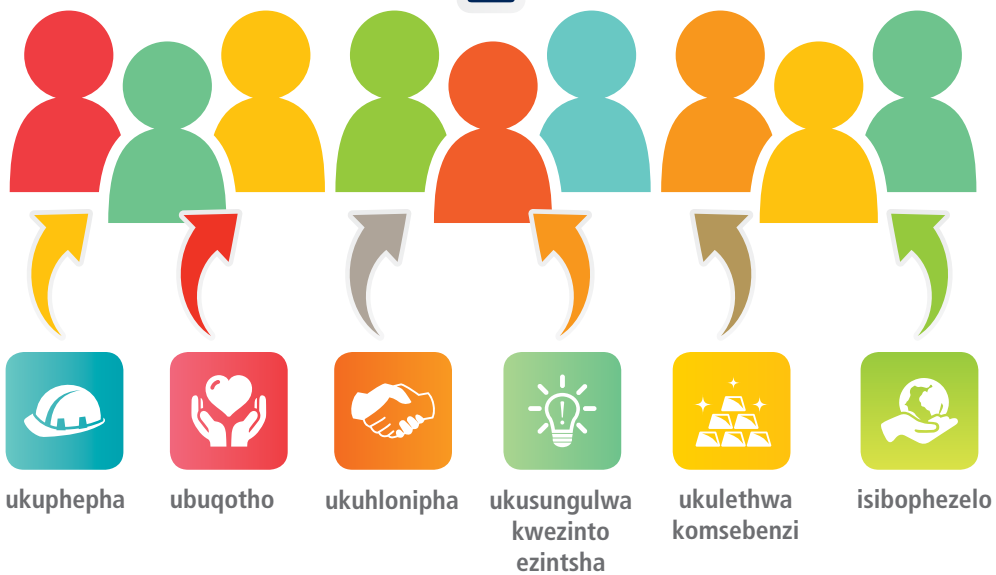 ukuphepha
ubuqotho
ukuhlonipha
ukusungulwa
kwezinto
ezintsha
ukulethwa
komsebenzi
isibophezelo